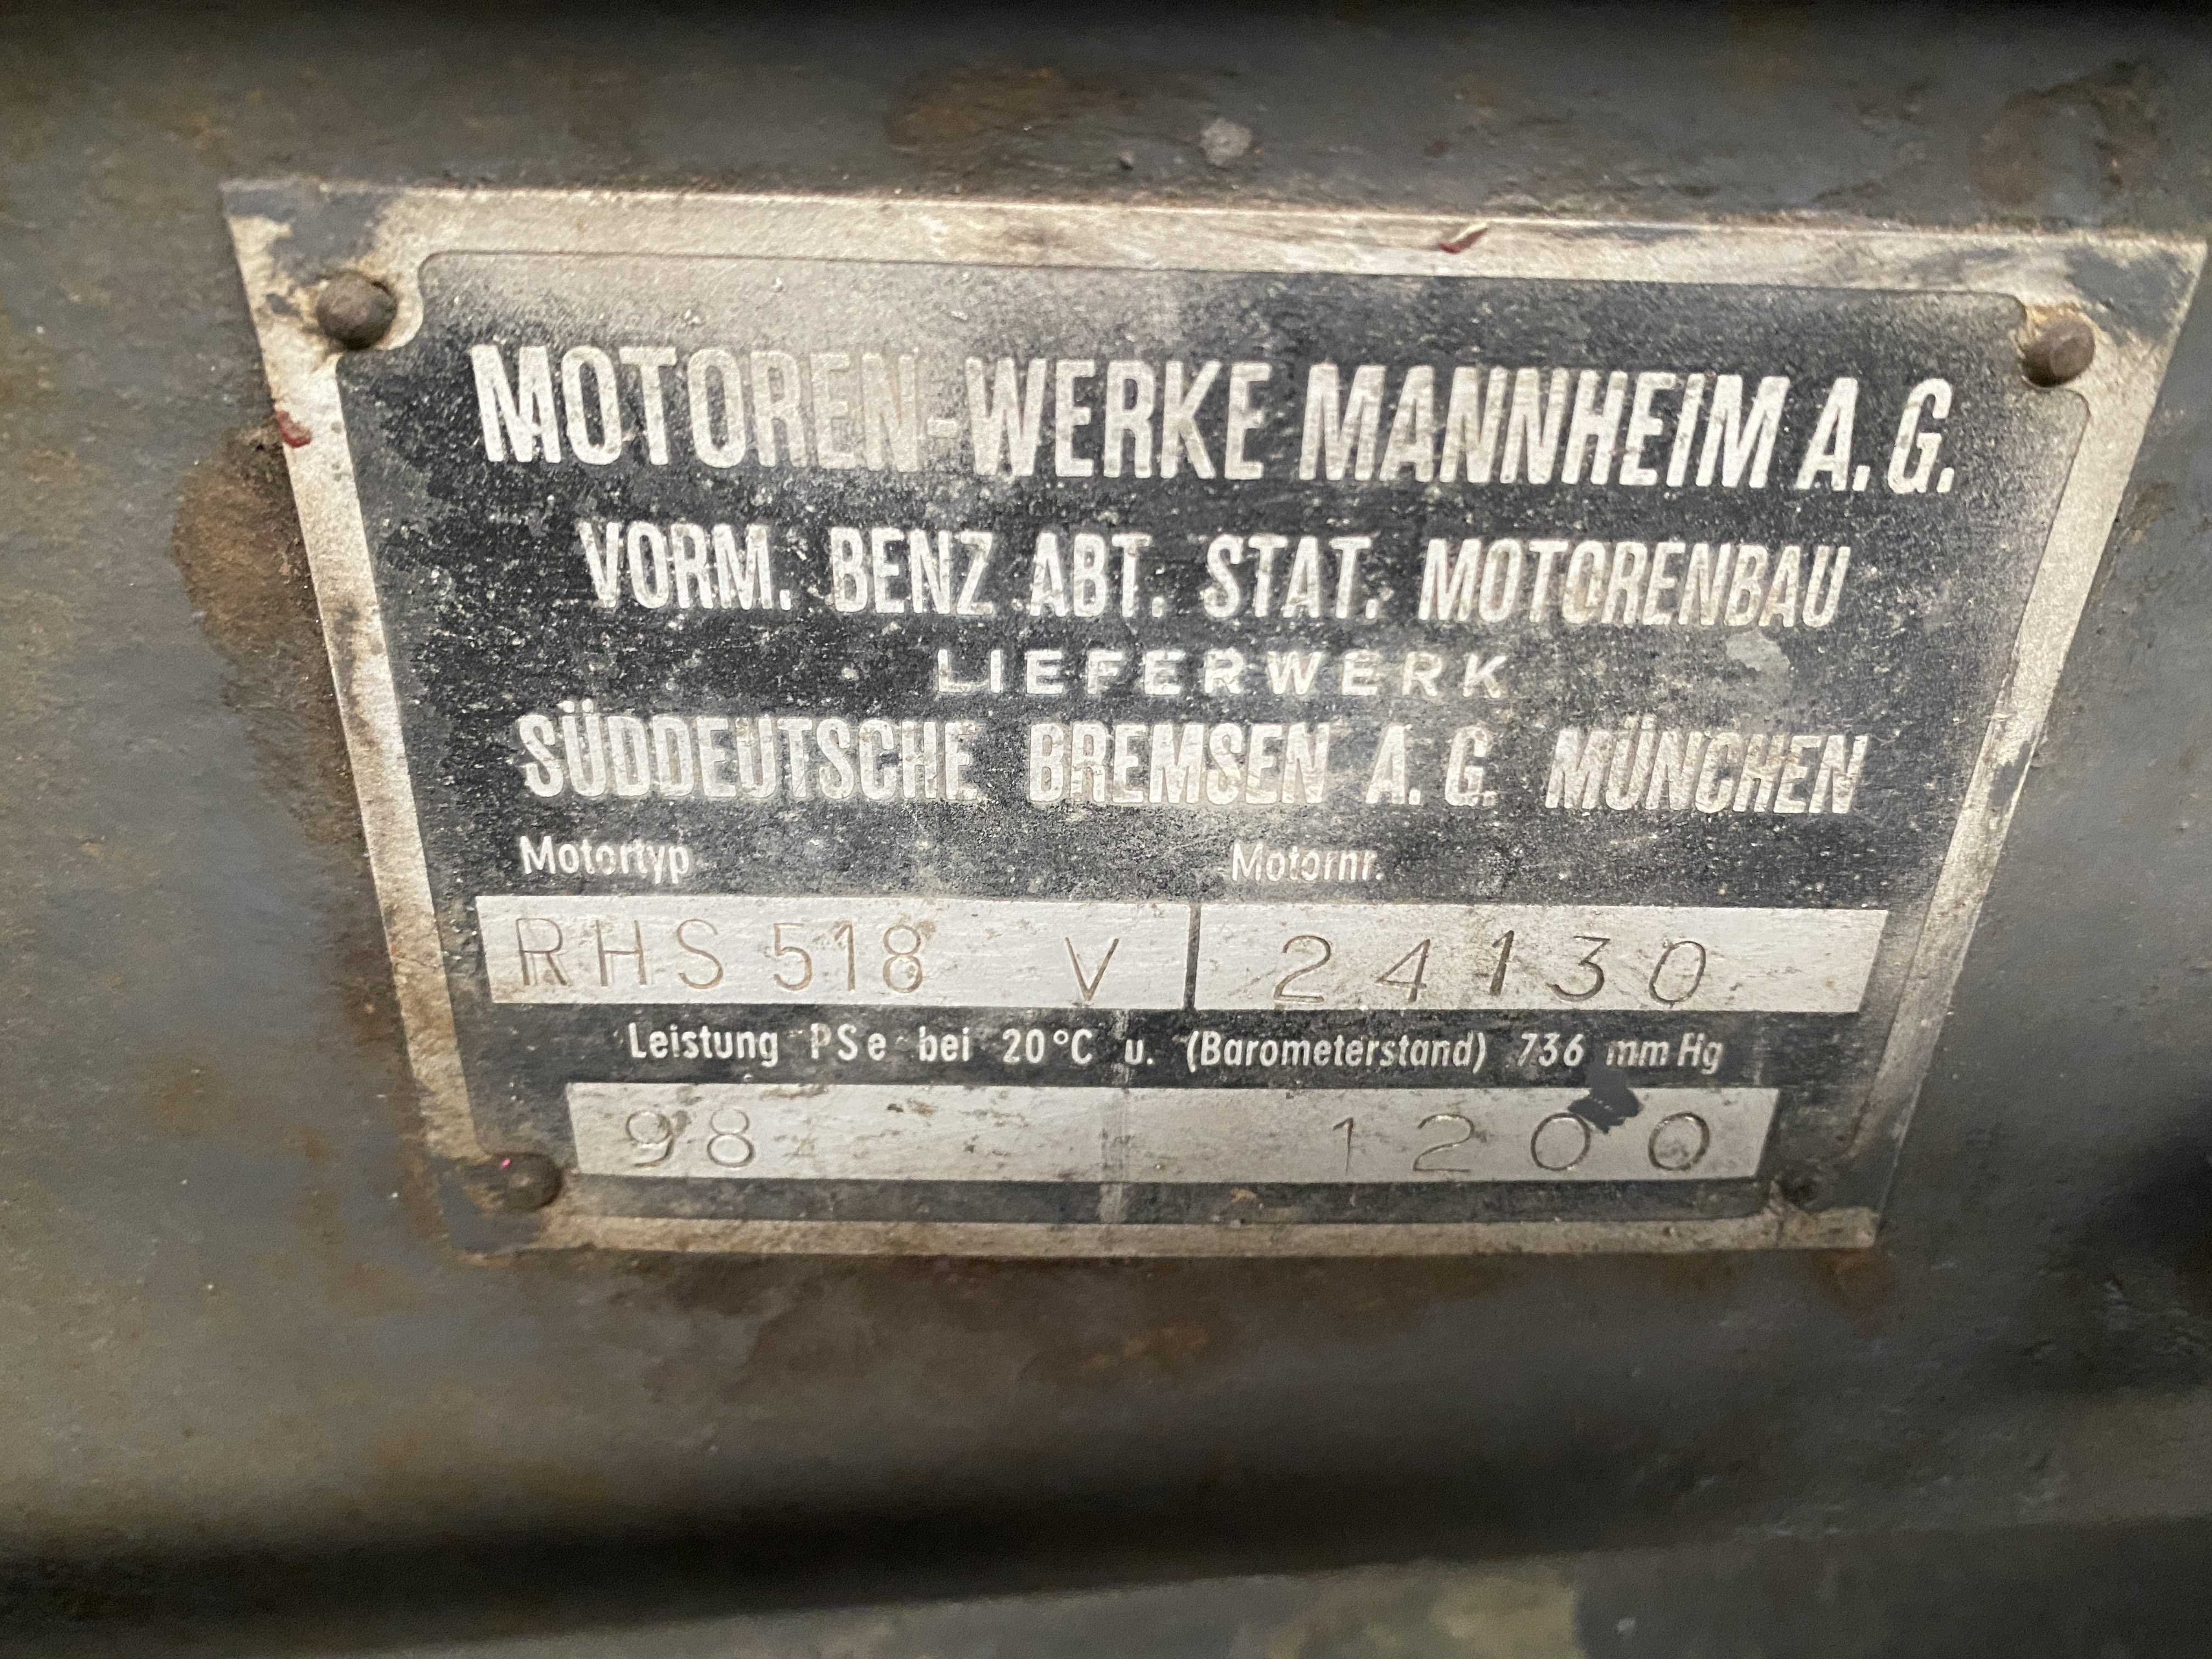 MOTOREN-WERKE MANNHEIM A.G.
VORM. BENZ ABT. STAT. MOTORENBAU
LIEFERWERK
SÜDDEUTSCHE BREMSEN A.G. MÜNCHEN
Motortyp Motornr.
RHS 518 V 24130
Leistung PSe bei 20°C u. (Barometerstand) 736 mm Hg
98 1200